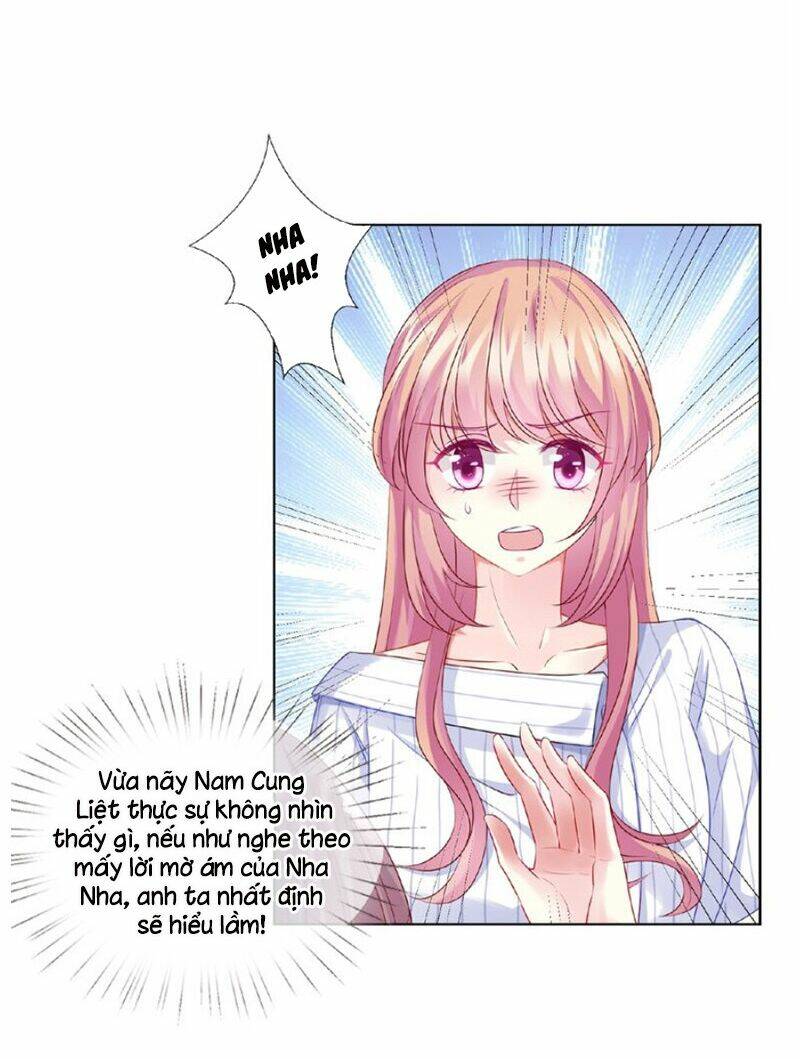 NHA
NHA!
Vừa nãy Nam Cung
Liệt thực sự không nhìn
thấy gì, nếu như nghe theo
mấy lời mờ ám của Nha
Nha, anh ta nhất định
sẽ hiểu lầm!